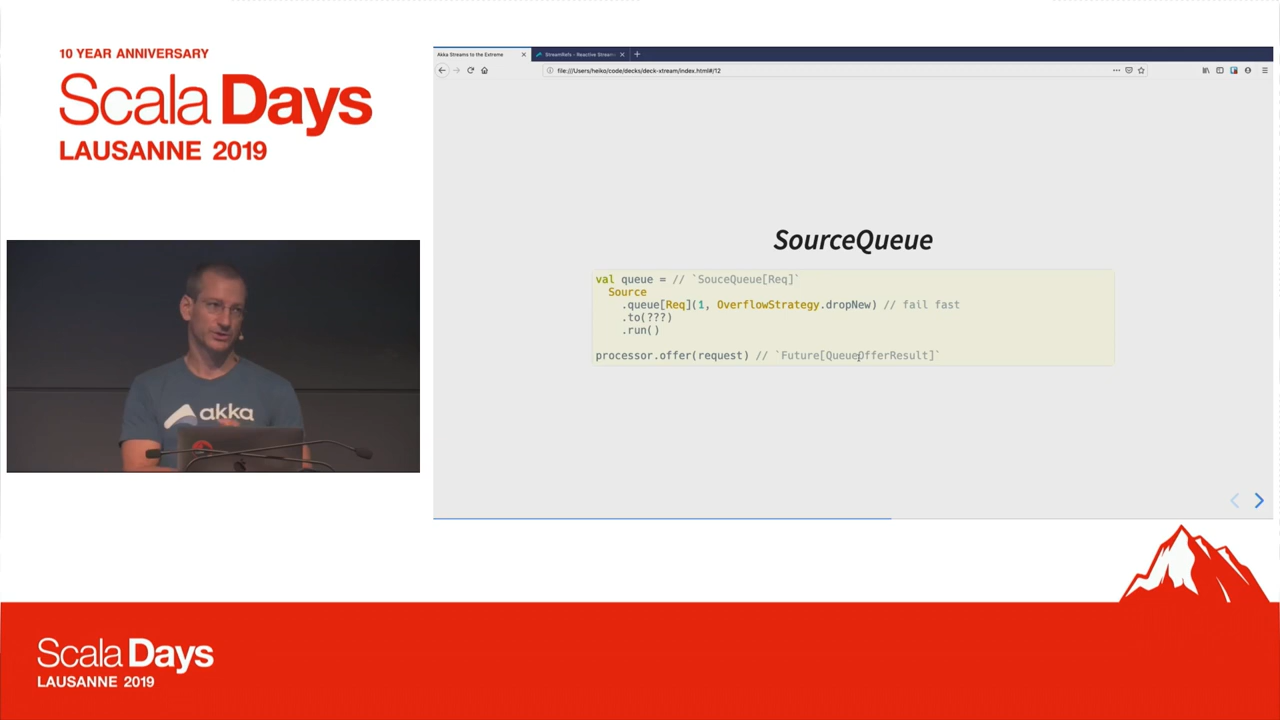 10 YEAR ANNIVERSARY
Scala Days
LAUSANNE 2019
Akka Streams to the Extreme
StreamRefs - Reactive Stream
file:///Users/heiko/code/decks/deck-xtream/index.html#/12
SourceQueue
val queue = // `SouceQueue[Req]`
Source
.queue[Req](1, OverflowStrategy.dropNew) // fail fast
.to(???)
.run()
processor.offer(request) // `Future[QueueOfferResult]`
akka
Scala Days
LAUSANNE 2019